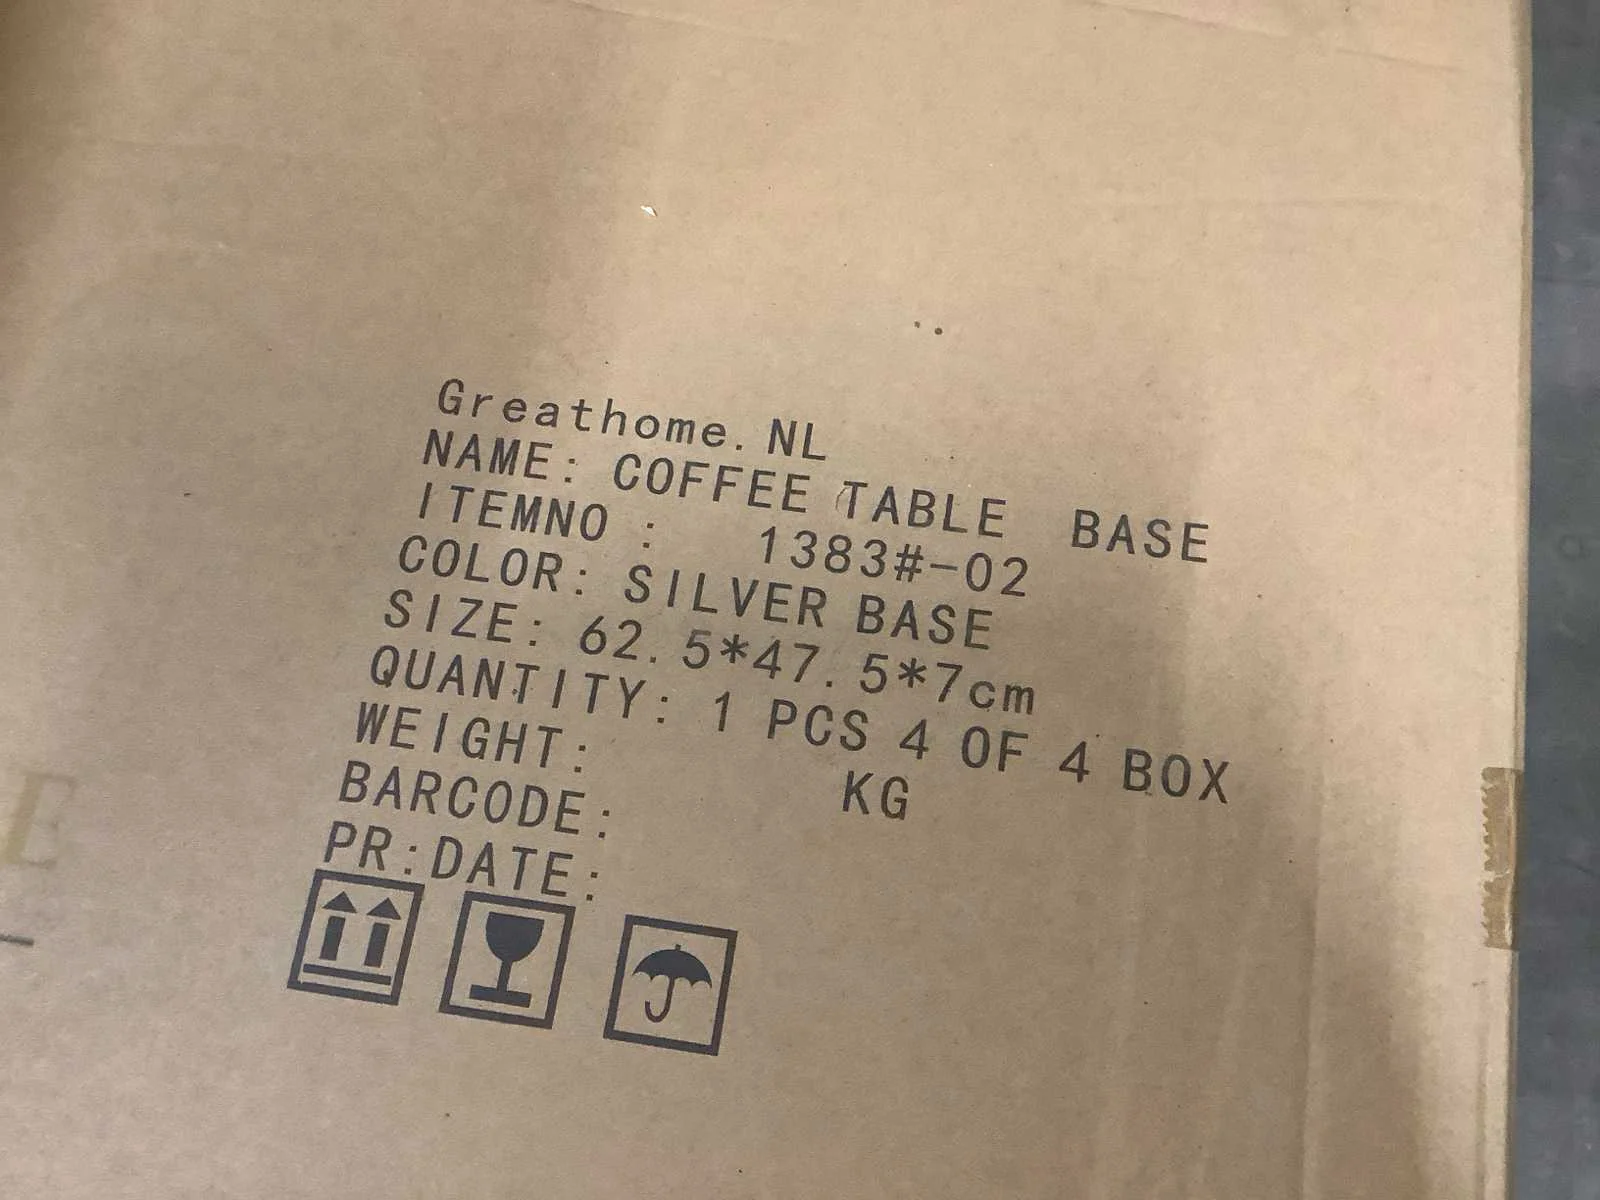 Greathome.NL
NAME: COFFEE TABLE BASE
ITEMNO : 1383#-02
COLOR: SILVER BASE
SIZE: 62.5*47.5*7cm
QUANTITY: 1 PCS 4 OF 4 BOX
WEIGHT: KG
BARCODE:
PR:DATE:
E